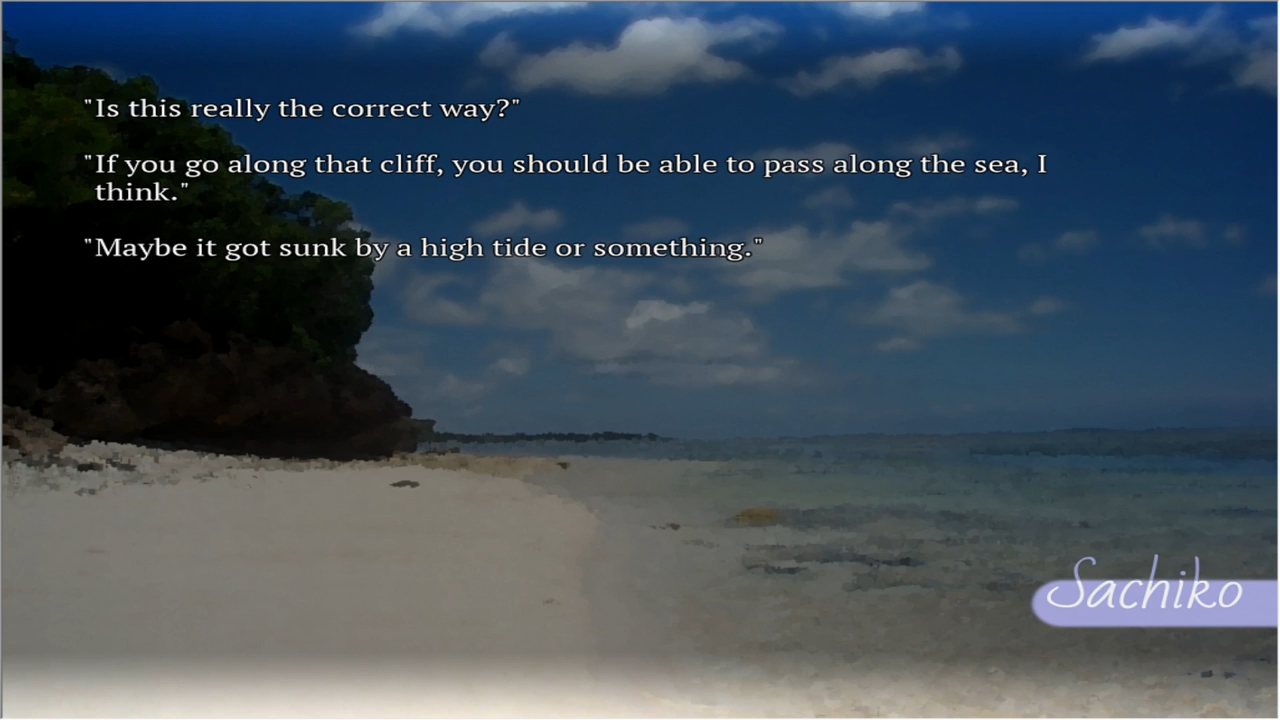 "Is this really the correct way?"
"If you go along that cliff, you should be able to pass along the sea, I
think."
"Maybe it got sunk by a high tide or something."
Sachiko